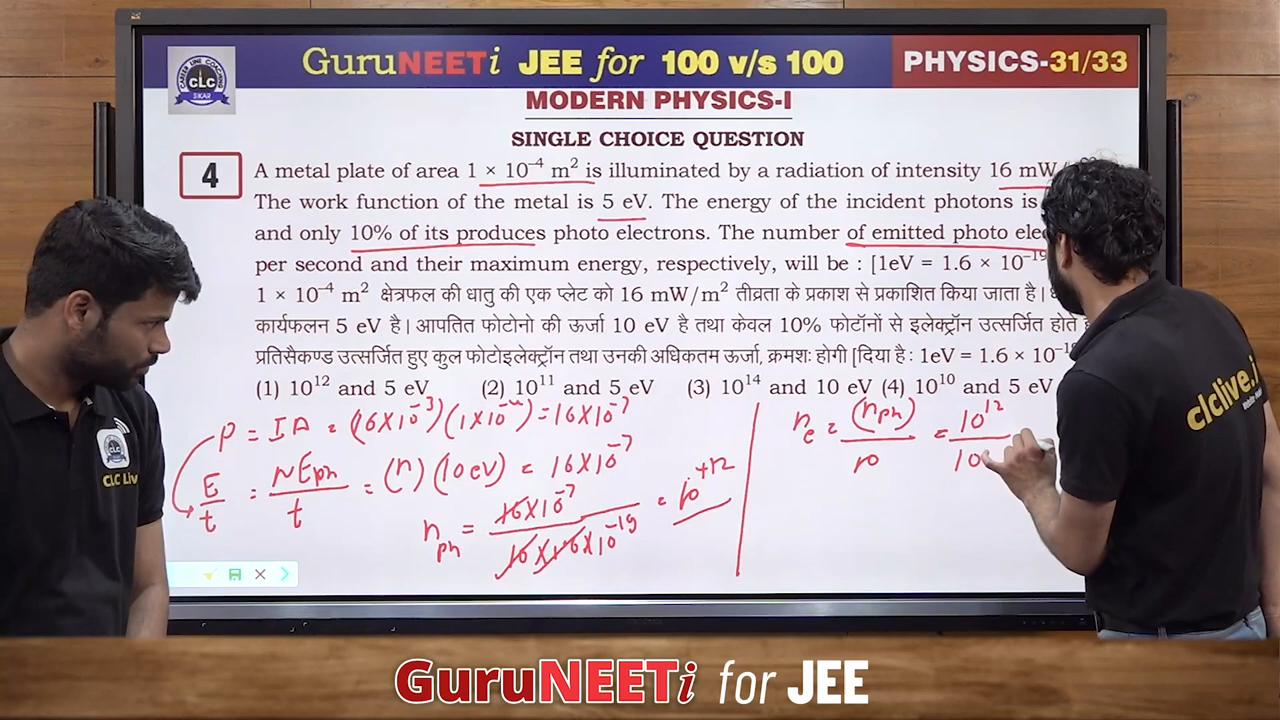 GuruNEETi JEE for 100 v/s 100
PHYSICS-31/33
CAREER LINE COACHING
CLC
SIKAR
MODERN PHYSICS-I
SINGLE CHOICE QUESTION
4
A metal plate of area 1 × 10⁻⁴ m² is illuminated by a radiation of intensity 16 mW/
The work function of the metal is 5 eV. The energy of the incident photons is
and only 10% of its produces photo electrons. The number of emitted photo elec
per second and their maximum energy, respectively, will be : [1eV = 1.6 × 10⁻¹⁹
1 × 10⁻⁴ m² क्षेत्रफल की धातु की एक प्लेट को 16 mW/m² तीव्रता के प्रकाश से प्रकाशित किया जाता है।
कार्यफलन 5 eV है। आपतित फोटोनो की ऊर्जा 10 eV है तथा केवल 10% फोटॉनों से इलेक्ट्रॉन उत्सर्जित होते
प्रतिसैकण्ड उत्सर्जित हुए कुल फोटोइलेक्ट्रॉन तथा उनकी अधिकतम ऊर्जा, क्रमशः होगी [दिया है : 1eV = 1.6 × 10⁻¹⁹
(1) 10¹² and 5 eV (2) 10¹¹ and 5 eV (3) 10¹⁴ and 10 eV (4) 10¹⁰ and 5 eV
P = IA = (16×10⁻³)(1×10⁻⁴) = 16×10⁻⁷
E/t = NEph/t = (n)(10eV) = 16×10⁻⁷
nph = 16×10⁻⁷/10×1.6×10⁻¹⁹ = 10⁺¹²
ne = (nph)/10 = 10¹²/10
CLC Live
clclive.i
GuruNEETi for JEE